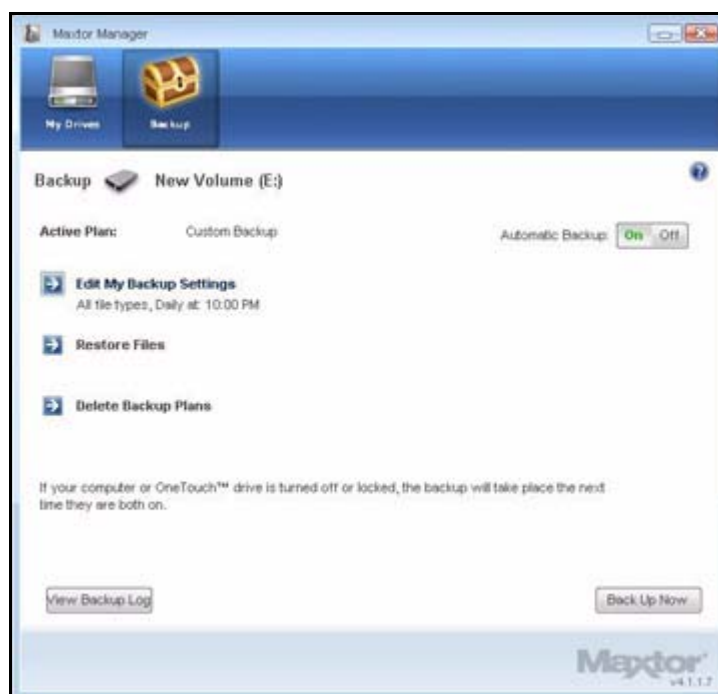 Maxtor Manager
My Drives
Backup
Backup New Volume (E:)
Active Plan: Custom Backup
Automatic Backup: On Off
Edit My Backup Settings
All file types, Daily at: 10:00 PM
Restore Files
Delete Backup Plans
If your computer or OneTouch™ drive is turned off or locked, the backup will take place the next
time they are both on.
View Backup Log
Back Up Now
Maxtor
v4.1.1.7